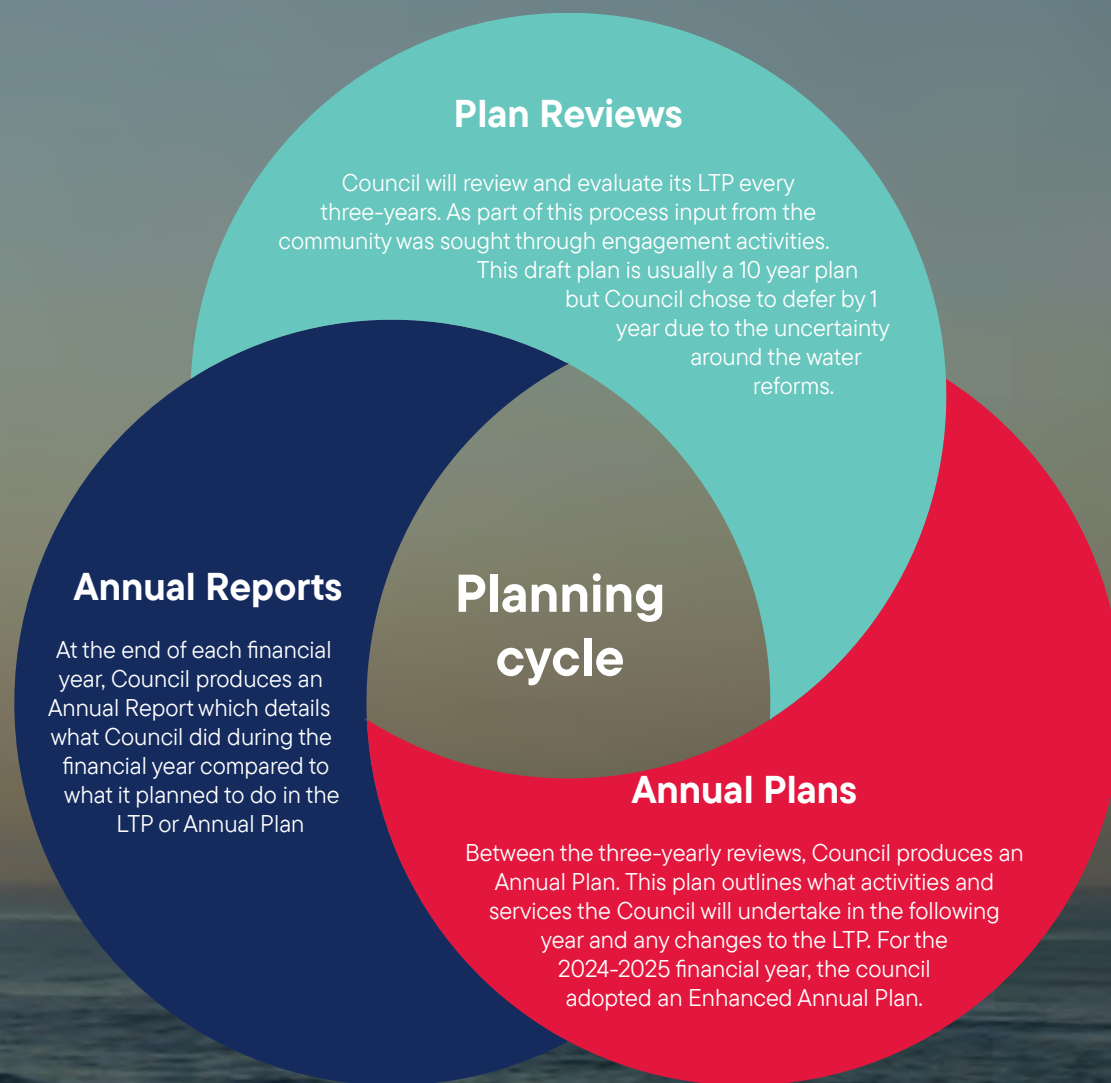 Plan Reviews
Council will review and evaluate its LTP every
three-years. As part of this process input from the
community was sought through engagement activities.
This draft plan is usually a 10 year plan
but Council chose to defer by 1
year due to the uncertainty
around the water
reforms.
Annual Reports
At the end of each financial
year, Council produces an
Annual Report which details
what Council did during the
financial year compared to
what it planned to do in the
LTP or Annual Plan
Planning
cycle
Annual Plans
Between the three-yearly reviews, Council produces an
Annual Plan. This plan outlines what activities and
services the Council will undertake in the following
year and any changes to the LTP. For the
2024-2025 financial year, the council
adopted an Enhanced Annual Plan.